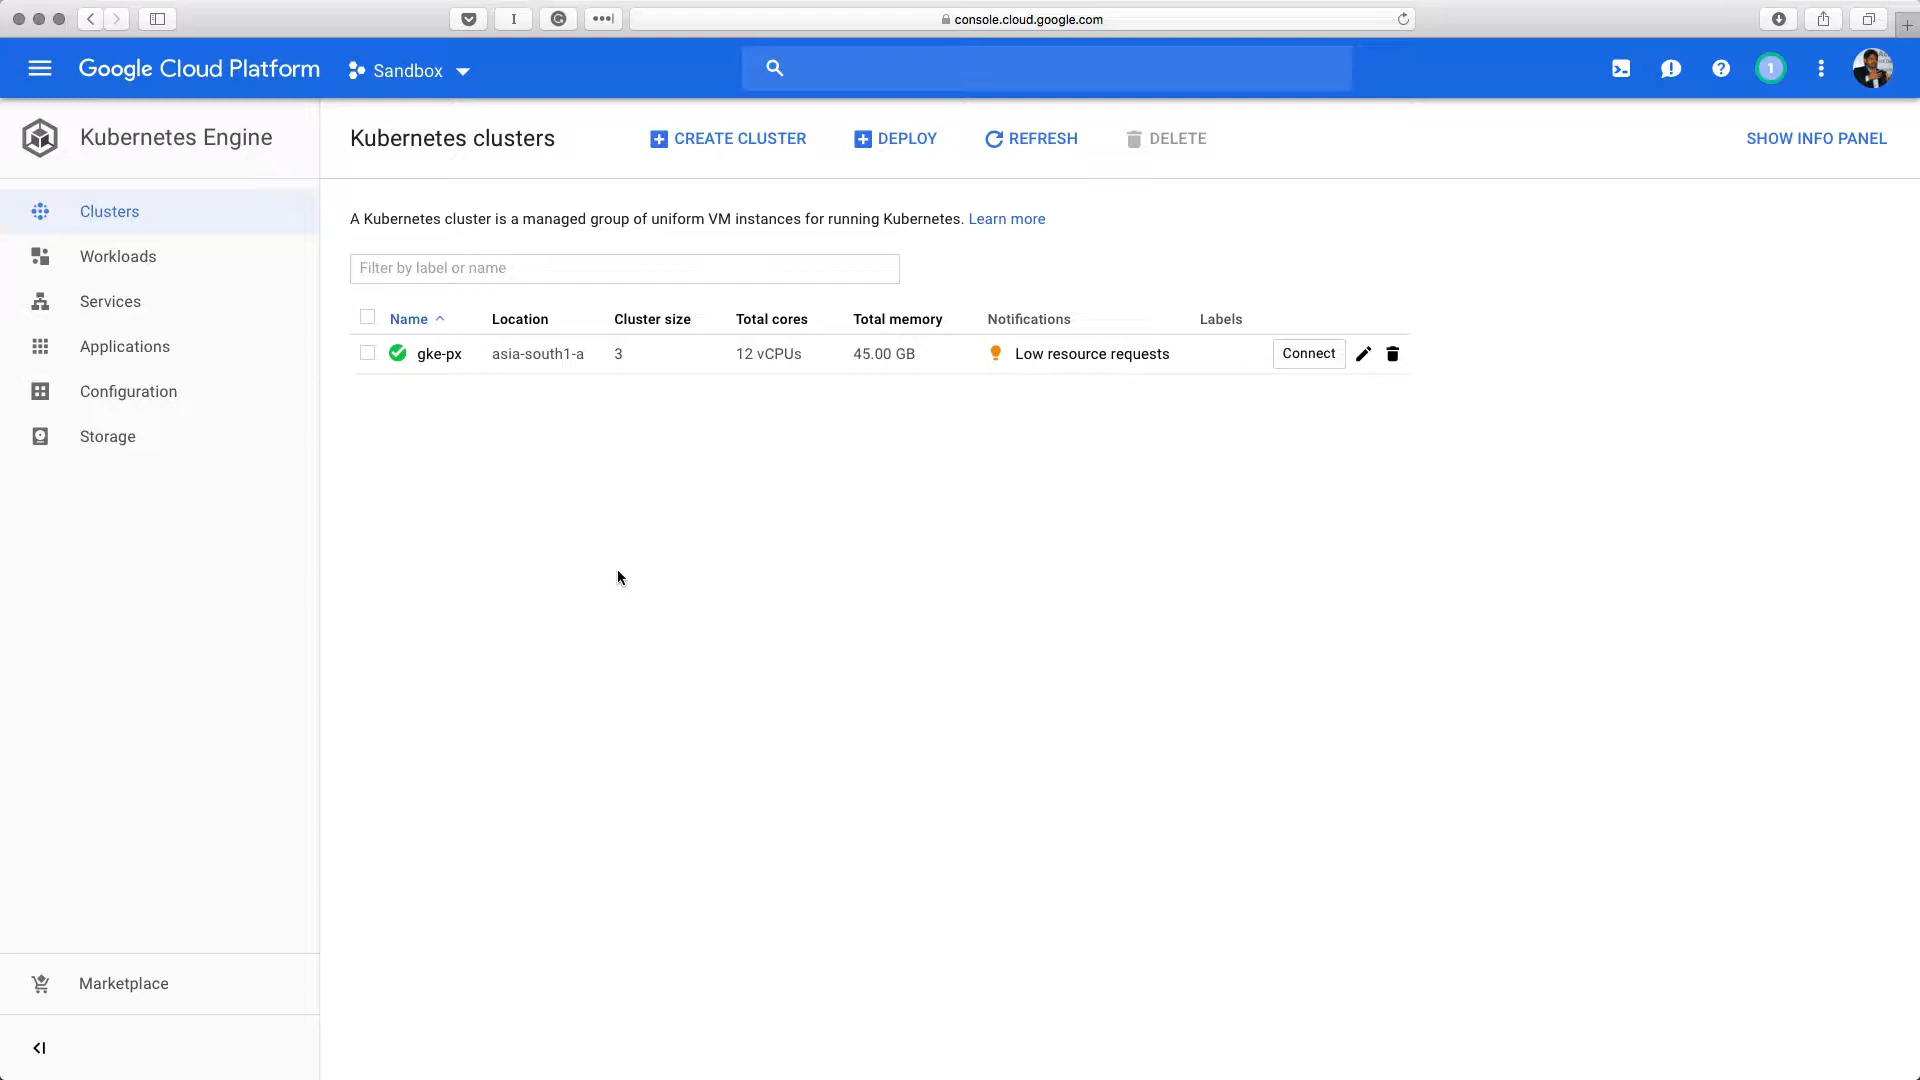 console.cloud.google.com
Google Cloud Platform
Sandbox
1
Kubernetes Engine
Kubernetes clusters
CREATE CLUSTER
DEPLOY
REFRESH
DELETE
SHOW INFO PANEL
Clusters
Workloads
Services
Applications
Configuration
Storage
Marketplace
A Kubernetes cluster is a managed group of uniform VM instances for running Kubernetes. Learn more
Filter by label or name
Name Location Cluster size Total cores Total memory Notifications Labels
gke-px asia-south1-a 3 12 vCPUs 45.00 GB Low resource requests Connect